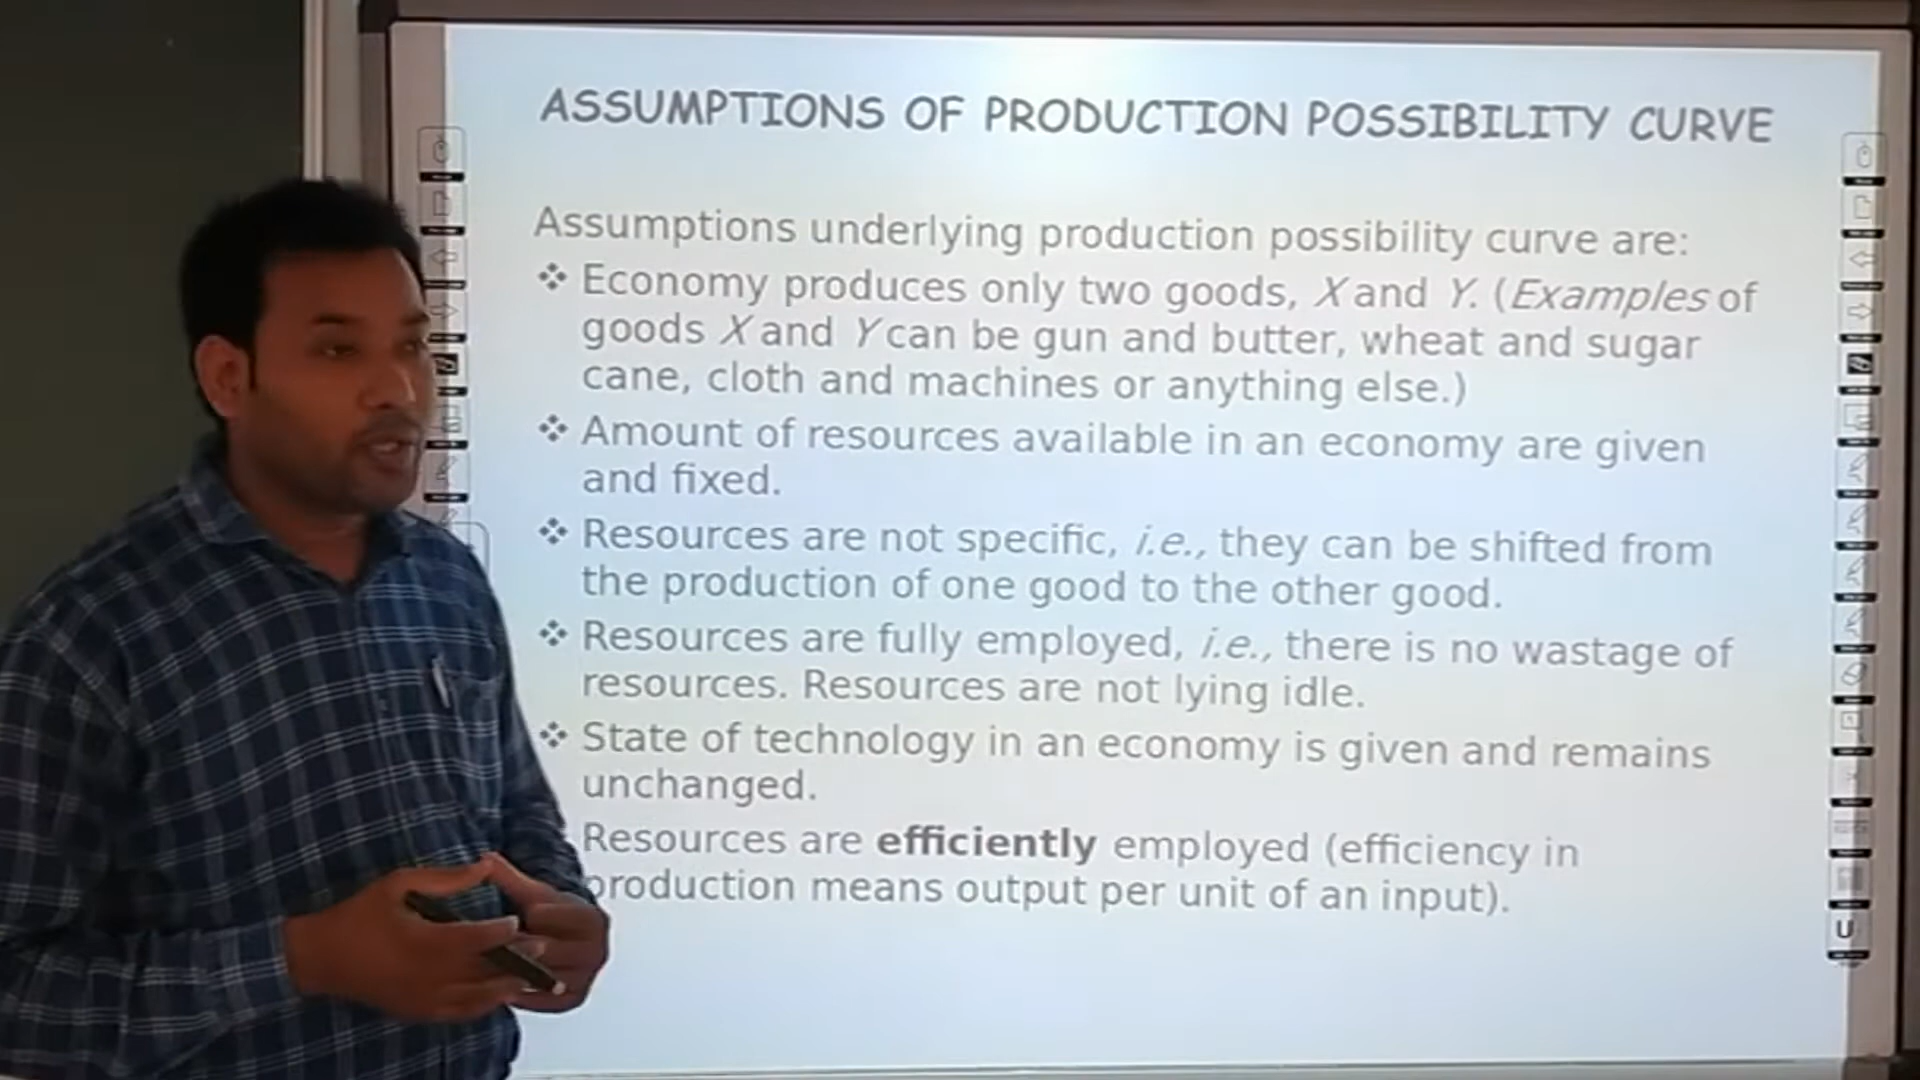 ASSUMPTIONS OF PRODUCTION POSSIBILITY CURVE
Assumptions underlying production possibility curve are:
❖ Economy produces only two goods, X and Y. (Examples of
goods X and Y can be gun and butter, wheat and sugar
cane, cloth and machines or anything else.)
❖ Amount of resources available in an economy are given
and fixed.
❖ Resources are not specific, i.e., they can be shifted from
the production of one good to the other good.
❖ Resources are fully employed, i.e., there is no wastage of
resources. Resources are not lying idle.
❖ State of technology in an economy is given and remains
unchanged.
Resources are efficiently employed (efficiency in
production means output per unit of an input).
U